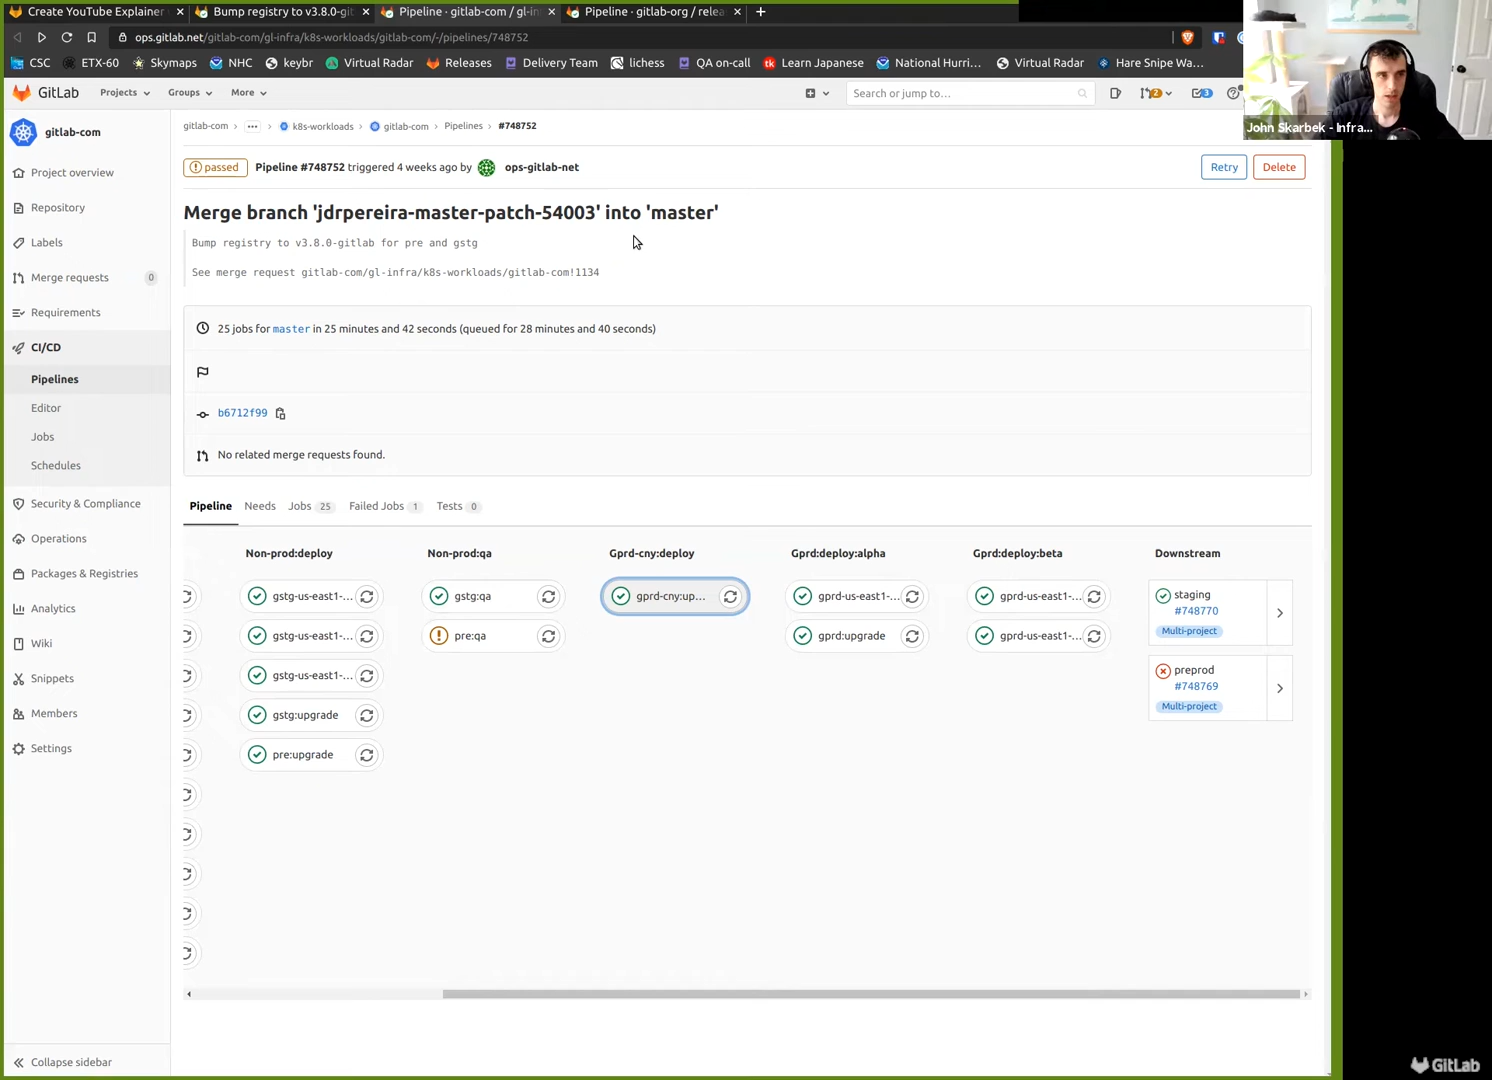 Create YouTube Explainer
Bump registry to v3.8.0-git
Pipeline · gitlab-com / gl-in
Pipeline · gitlab-org / relea
ops.gitlab.net/gitlab-com/gl-infra/k8s-workloads/gitlab-com/-/pipelines/748752
CSC
ETX-60
Skymaps
NHC
keybr
Virtual Radar
Releases
Delivery Team
lichess
QA on-call
tk Learn Japanese
National Hurri...
Virtual Radar
Hare Snipe Wa...
John Skarbek - Infra...
GitLab
Projects
Groups
More
Search or jump to...
2
3
gitlab-com
Project overview
Repository
Labels
Merge requests 0
Requirements
CI/CD
Pipelines
Editor
Jobs
Schedules
Security & Compliance
Operations
Packages & Registries
Analytics
Wiki
Snippets
Members
Settings
Collapse sidebar
gitlab-com > ... > k8s-workloads > gitlab-com > Pipelines > #748752
passed Pipeline #748752 triggered 4 weeks ago by ops-gitlab-net
Retry
Delete
Merge branch 'jdrpereira-master-patch-54003' into 'master'
Bump registry to v3.8.0-gitlab for pre and gstg
See merge request gitlab-com/gl-infra/k8s-workloads/gitlab-com!1134
25 jobs for master in 25 minutes and 42 seconds (queued for 28 minutes and 40 seconds)
b6712f99
No related merge requests found.
Pipeline Needs Jobs 25 Failed Jobs 1 Tests 0
Non-prod:deploy
gstg-us-east1-...
gstg-us-east1-...
gstg-us-east1-...
gstg:upgrade
pre:upgrade
Non-prod:qa
gstg:qa
pre:qa
Gprd-cny:deploy
gprd-cny:up...
Gprd:deploy:alpha
gprd-us-east1-...
gprd:upgrade
Gprd:deploy:beta
gprd-us-east1-...
gprd-us-east1-...
Downstream
staging
#748770
Multi-project
preprod
#748769
Multi-project
GitLab